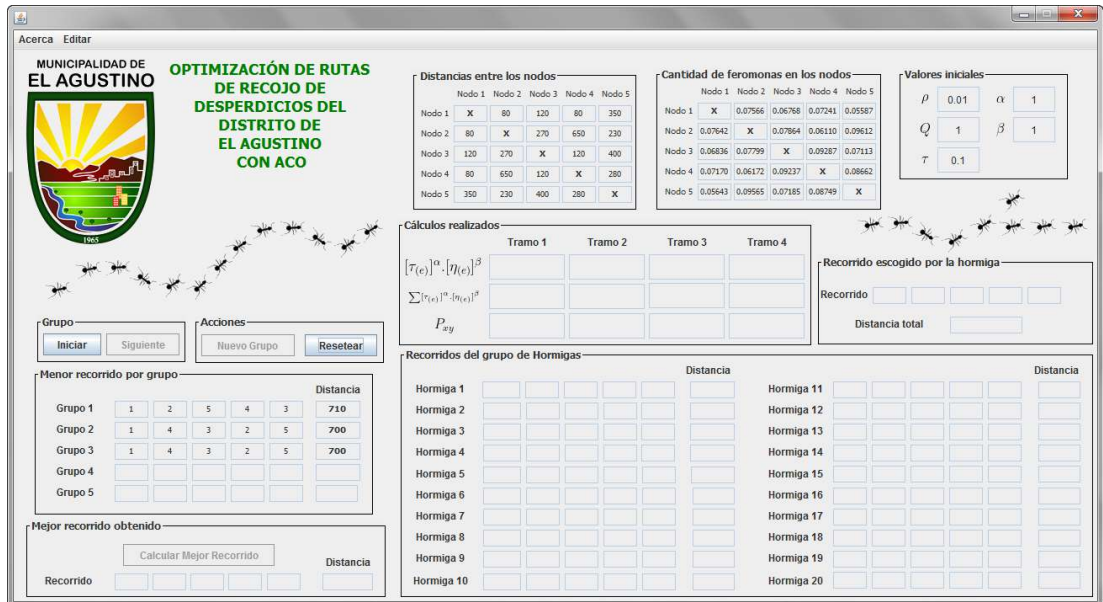 Acerca Editar
MUNICIPALIDAD DE
EL AGUSTINO
1965
OPTIMIZACIÓN DE RUTAS
DE RECOJO DE
DESPERDICIOS DEL
DISTRITO DE
EL AGUSTINO
CON ACO
Distancias entre los nodos
Nodo 1 Nodo 2 Nodo 3 Nodo 4 Nodo 5
Nodo 1 X 80 120 80 350
Nodo 2 80 X 270 650 230
Nodo 3 120 270 X 120 400
Nodo 4 80 650 120 X 280
Nodo 5 350 230 400 280 X
Cantidad de feromonas en los nodos
Nodo 1 Nodo 2 Nodo 3 Nodo 4 Nodo 5
Nodo 1 X 0.07566 0.06768 0.07241 0.05587
Nodo 2 0.07642 X 0.07864 0.06110 0.09612
Nodo 3 0.06836 0.07799 X 0.09287 0.07113
Nodo 4 0.07170 0.06172 0.09237 X 0.08662
Nodo 5 0.05643 0.09565 0.07185 0.08749 X
Valores iniciales
ρ 0.01 α 1
Q 1 β 1
τ 0.1
Cálculos realizados
Tramo 1 Tramo 2 Tramo 3 Tramo 4
[τ(e)]^α.[η(e)]^β
∑[τ(e)]^α.[η(e)]^β
P_xy
Recorrido escogido por la hormiga
Recorrido
Distancia total
Grupo
Iniciar Siguiente
Acciones
Nuevo Grupo Resetear
Menor recorrido por grupo
Distancia
Grupo 1 1 2 5 4 3 710
Grupo 2 1 4 3 2 5 700
Grupo 3 1 4 3 2 5 700
Grupo 4
Grupo 5
Mejor recorrido obtenido
Calcular Mejor Recorrido
Distancia
Recorrido
Recorridos del grupo de Hormigas
Distancia Distancia
Hormiga 1 Hormiga 11
Hormiga 2 Hormiga 12
Hormiga 3 Hormiga 13
Hormiga 4 Hormiga 14
Hormiga 5 Hormiga 15
Hormiga 6 Hormiga 16
Hormiga 7 Hormiga 17
Hormiga 8 Hormiga 18
Hormiga 9 Hormiga 19
Hormiga 10 Hormiga 20